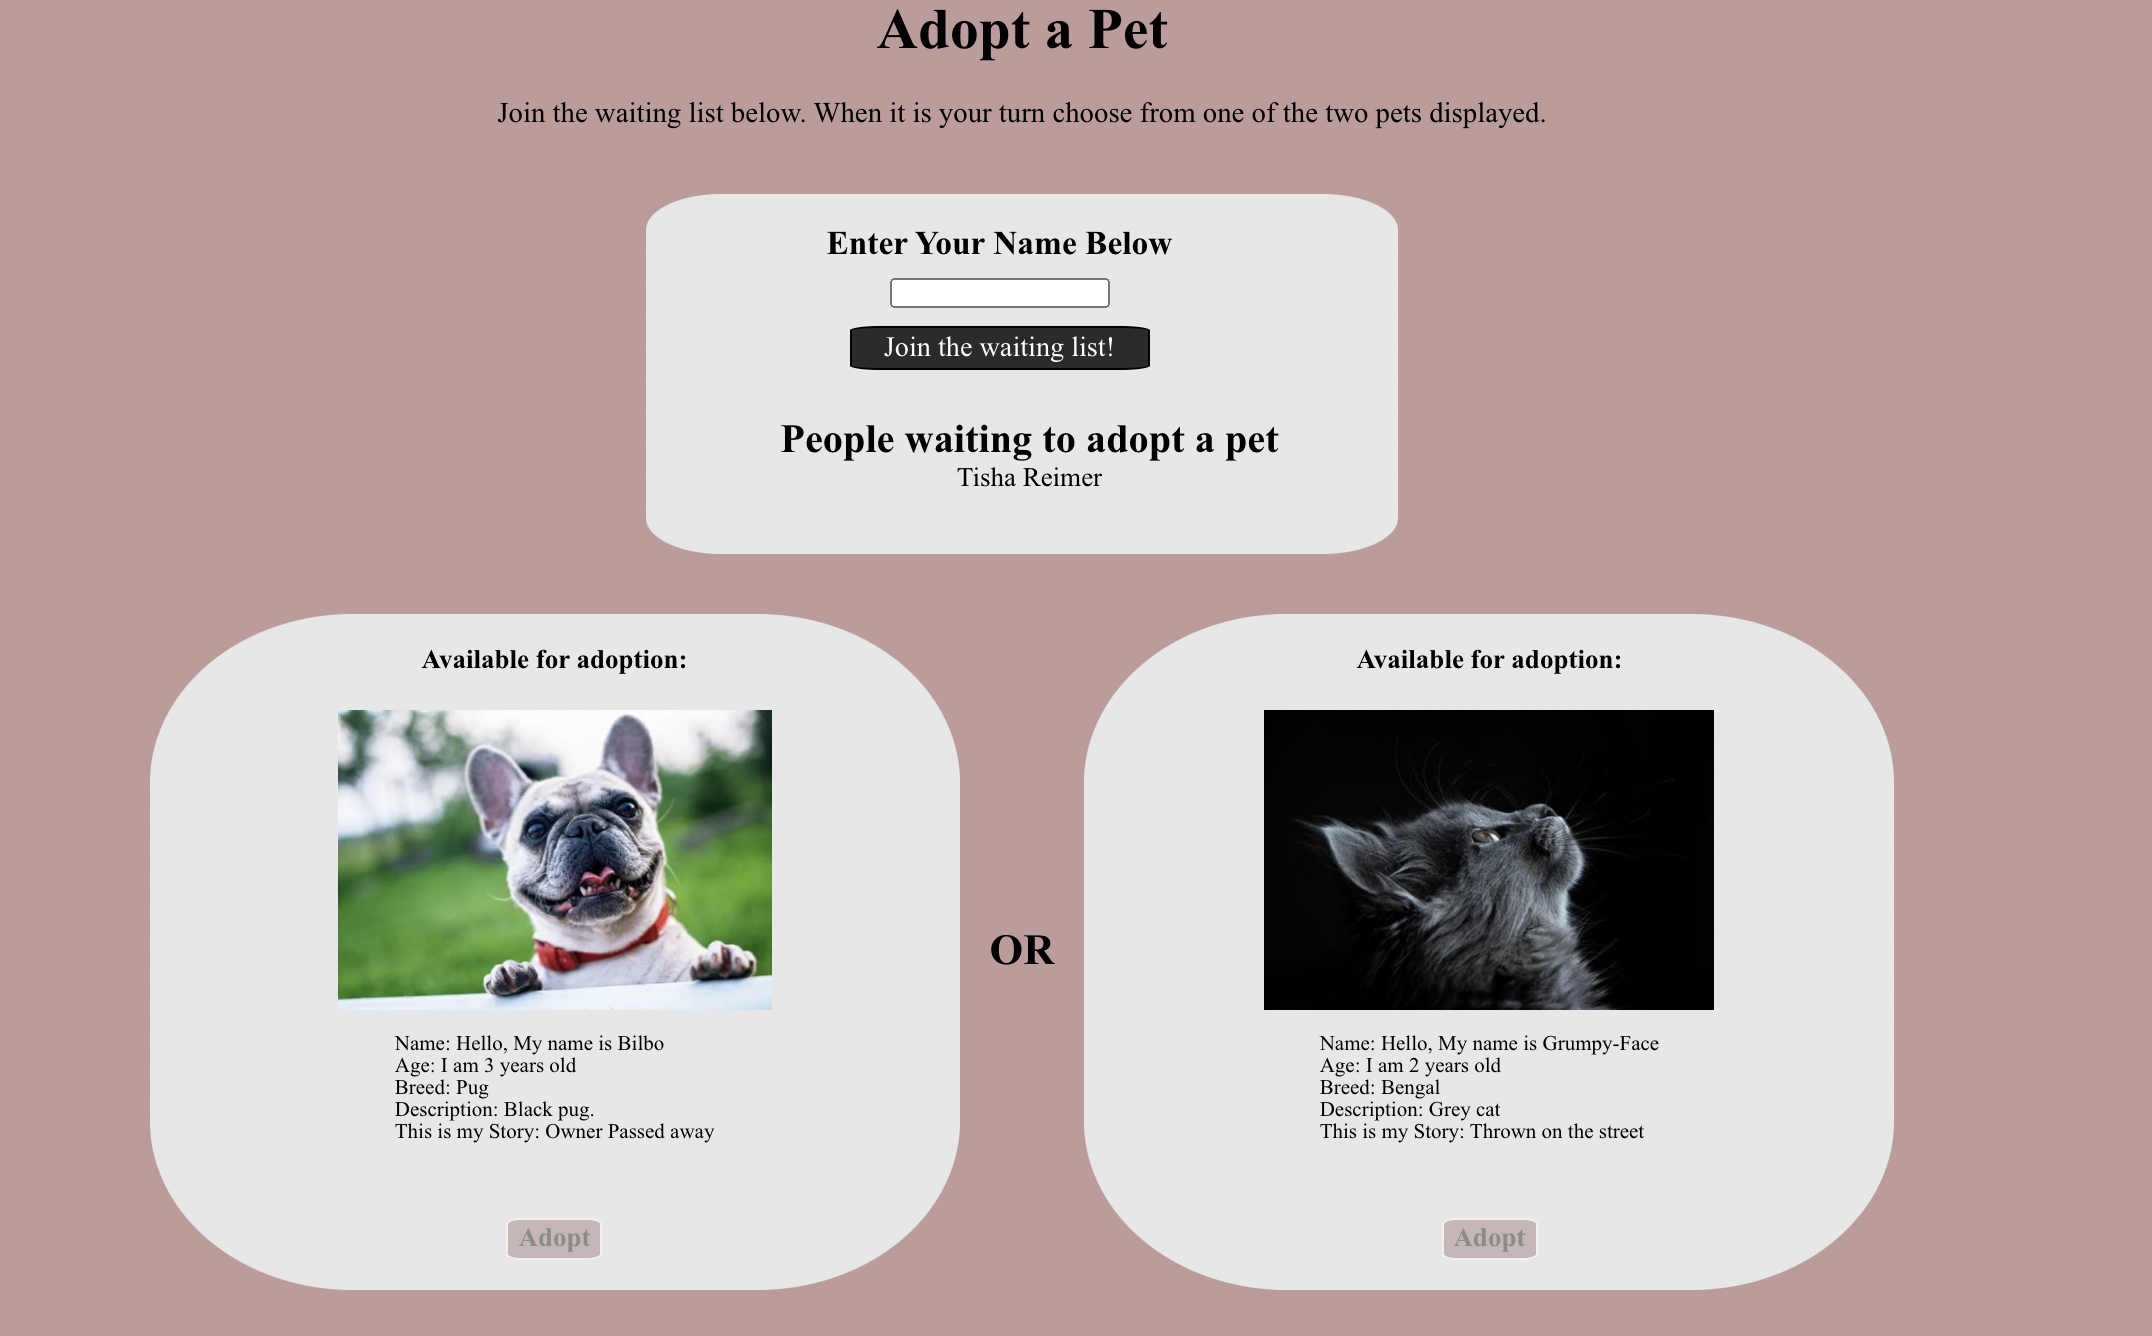 Adopt a Pet
Join the waiting list below. When it is your turn choose from one of the two pets displayed.
Enter Your Name Below
Join the waiting list!
People waiting to adopt a pet
Tisha Reimer
Available for adoption:
Name: Hello, My name is Bilbo
Age: I am 3 years old
Breed: Pug
Description: Black pug.
This is my Story: Owner Passed away
Adopt
OR
Available for adoption:
Name: Hello, My name is Grumpy-Face
Age: I am 2 years old
Breed: Bengal
Description: Grey cat
This is my Story: Thrown on the street
Adopt